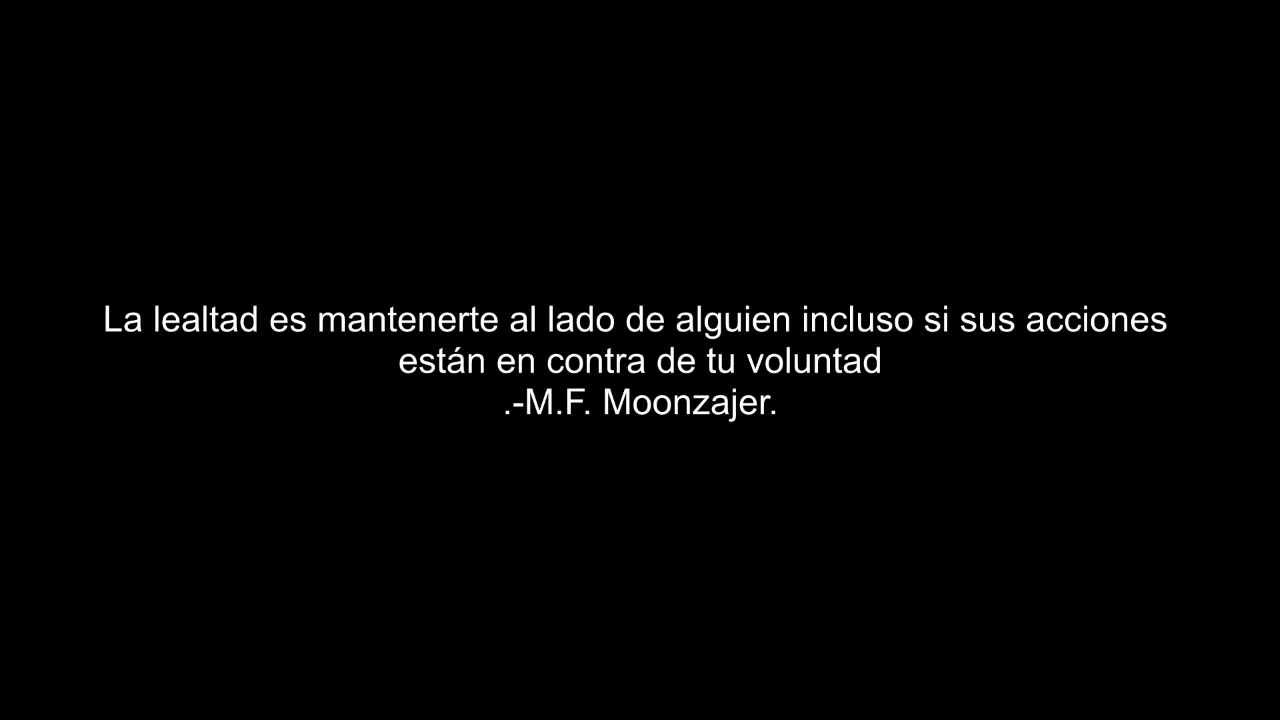 La lealtad es mantenerte al lado de alguien incluso si sus acciones
están en contra de tu voluntad
.-M.F. Moonzajer.